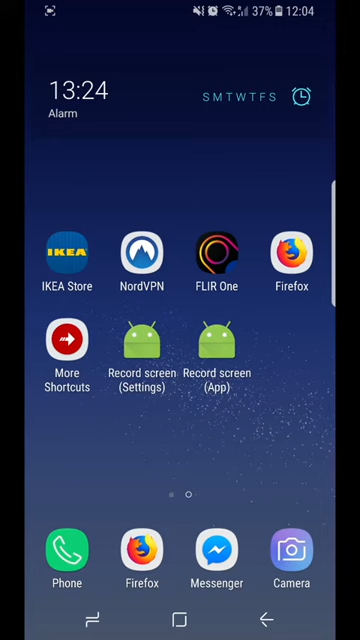 37% 12:04
13:24
Alarm
S M T W T F S
IKEA
IKEA Store
NordVPN
FLIR One
Firefox
More Shortcuts
Record screen (Settings)
Record screen (App)
Phone
Firefox
Messenger
Camera